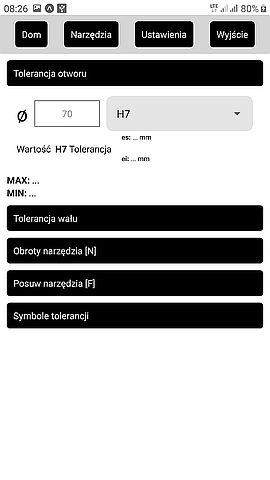 08:26 LTE 80%
Dom Narzędzia Ustawienia Wyjście
Tolerancja otworu
Ø 70 H7
es: ... mm
Wartość H7 Tolerancja
ei: ... mm
MAX: ...
MIN: ...
Tolerancja wału
Obroty narzędzia [N]
Posuw narzędzia [F]
Symbole tolerancji